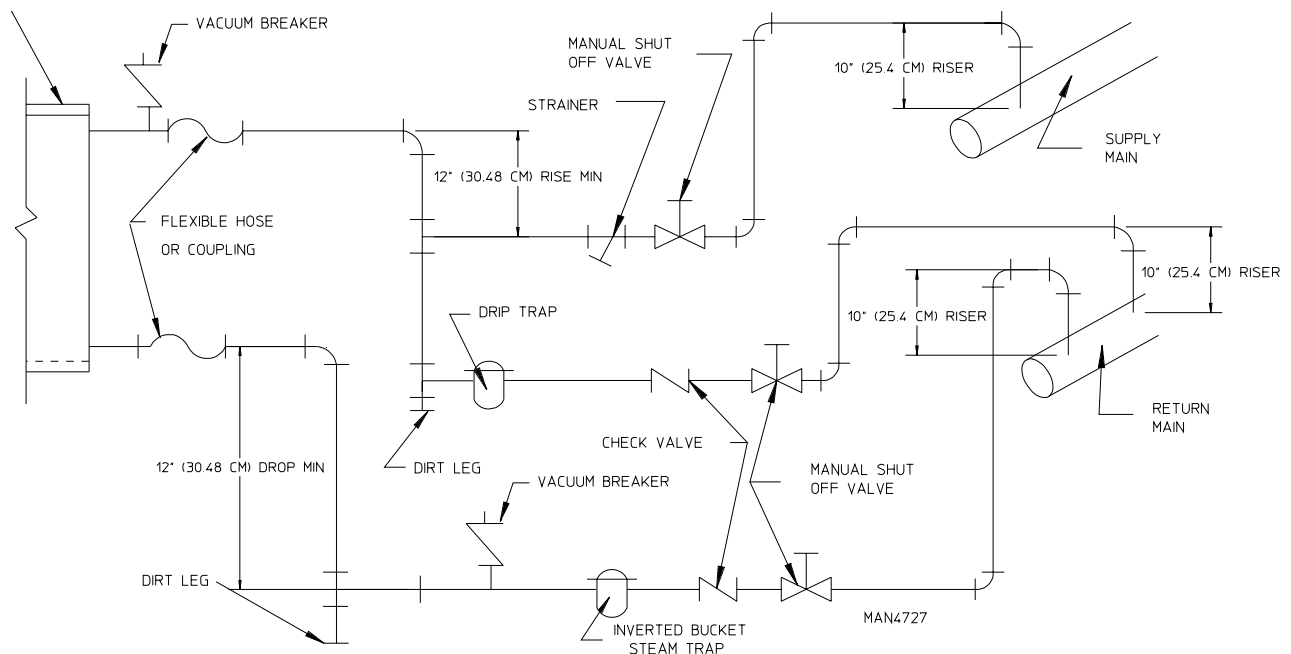 VACUUM BREAKER
MANUAL SHUT
OFF VALVE
10" (25.4 CM) RISER
STRAINER
SUPPLY
MAIN
12" (30.48 CM) RISE MIN
FLEXIBLE HOSE
OR COUPLING
10" (25.4 CM) RISER
DRIP TRAP
10" (25.4 CM) RISER
RETURN
MAIN
CHECK VALVE
12" (30.48 CM) DROP MIN
DIRT LEG
MANUAL SHUT
OFF VALVE
VACUUM BREAKER
DIRT LEG
MAN4727
INVERTED BUCKET
STEAM TRAP